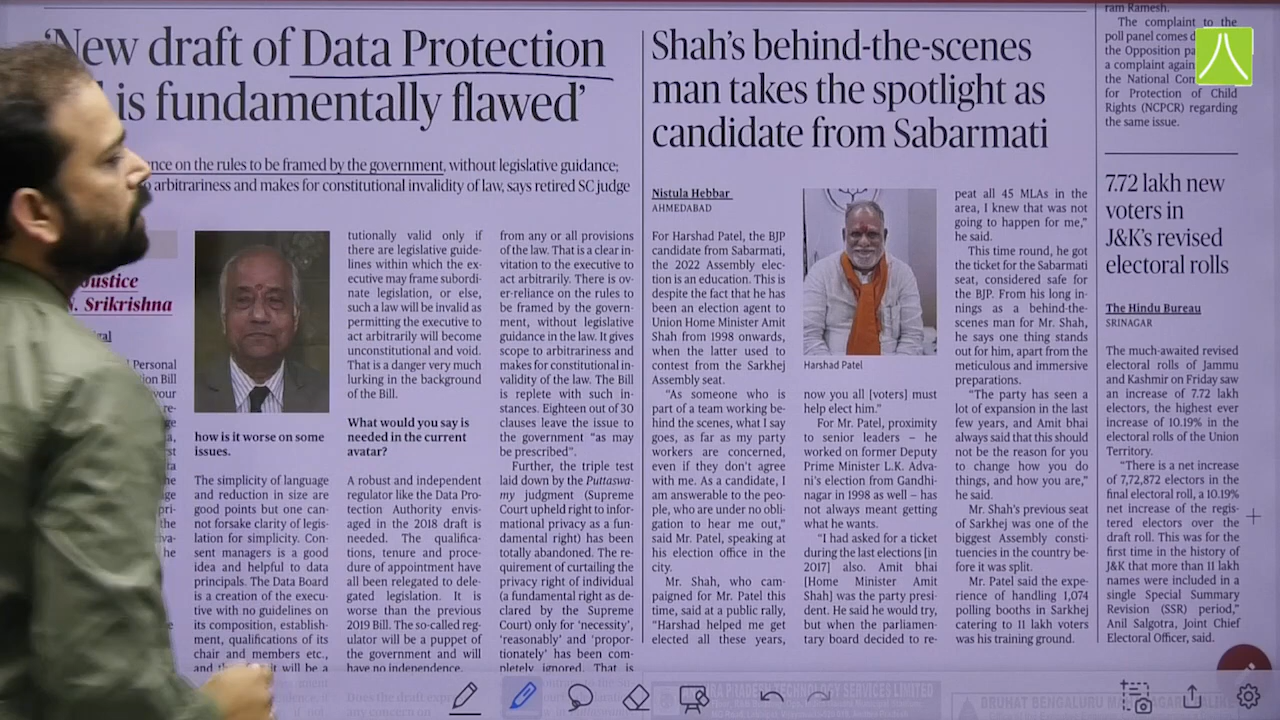 ‘New draft of Data Protection
is fundamentally flawed’
nce on the rules to be framed by the government, without legislative guidance;
arbitrariness and makes for constitutional invalidity of law, says retired SC judge
Justice
N. Srikrishna
Personal
how is it worse on some
issues.
The simplicity of language
and reduction in size are
good points but one can-
not forsake clarity of legis-
lation for simplicity. Con-
sent managers is a good
idea and helpful to data
principals. The Data Board
is a creation of the execu-
tive with no guidelines on
its composition, establish-
ment, qualifications of its
chair and members etc.,
and it will be a
tutionally valid only if
there are legislative guide-
lines within which the ex-
ecutive may frame subordi-
nate legislation, or else,
such a law will be invalid as
permitting the executive to
act arbitrarily will become
unconstitutional and void.
That is a danger very much
lurking in the background
of the Bill.
What would you say is
needed in the current
avatar?
A robust and independent
regulator like the Data Pro-
tection Authority envis-
aged in the 2018 draft is
needed. The qualifica-
tions, tenure and proce-
dure of appointment have
all been relegated to dele-
gated legislation. It is
worse than the previous
2019 Bill. The so-called reg-
ulator will be a puppet of
the government and will
have no independence.
from any or all provisions
of the law. That is a clear in-
vitation to the executive to
act arbitrarily. There is ov-
er-reliance on the rules to
be framed by the govern-
ment, without legislative
guidance in the law. It gives
scope to arbitrariness and
makes for constitutional in-
validity of the law. The Bill
is replete with such in-
stances. Eighteen out of 30
clauses leave the issue to
the government “as may
be prescribed”.
Further, the triple test
laid down by the Puttaswa-
my judgment (Supreme
Court upheld right to infor-
mational privacy as a fun-
damental right) has been
totally abandoned. The re-
quirement of curtailing the
privacy right of individual
(a fundamental right as de-
clared by the Supreme
Court) only for ‘necessity’,
‘reasonably’ and ‘propor-
tionately’ has been com-
pletely ignored. That is
Shah’s behind-the-scenes
man takes the spotlight as
candidate from Sabarmati
Nistula Hebbar
AHMEDABAD
For Harshad Patel, the BJP
candidate from Sabarmati,
the 2022 Assembly elec-
tion is an education. This is
despite the fact that he has
been an election agent to
Union Home Minister Amit
Shah from 1998 onwards,
when the latter used to
contest from the Sarkhej
Assembly seat.
“As someone who is
part of a team working be-
hind the scenes, what I say
goes, as far as my party
workers are concerned,
even if they don’t agree
with me. As a candidate, I
am answerable to the peo-
ple, who are under no obli-
gation to hear me out,”
said Mr. Patel, speaking at
his election office in the
city.
Mr. Shah, who cam-
paigned for Mr. Patel this
time, said at a public rally,
“Harshad helped me get
elected all these years,
Harshad Patel
now you all [voters] must
help elect him.”
For Mr. Patel, proximity
to senior leaders – he
worked on former Deputy
Prime Minister L.K. Adva-
ni’s election from Gandhi-
nagar in 1998 as well – has
not always meant getting
what he wants.
“I had asked for a ticket
during the last elections [in
2017] also. Amit bhai
[Home Minister Amit
Shah] was the party presi-
dent. He said he would try,
but when the parliamen-
tary board decided to re-
peat all 45 MLAs in the
area, I knew that was not
going to happen for me,”
he said.
This time round, he got
the ticket for the Sabarmati
seat, considered safe for
the BJP. From his long in-
nings as a behind-the-
scenes man for Mr. Shah,
he says one thing stands
out for him, apart from the
meticulous and immersive
preparations.
“The party has seen a
lot of expansion in the last
few years, and Amit bhai
always said that this should
not be the reason for you
to change how you do
things, and how you are,”
he said.
Mr. Shah’s previous seat
of Sarkhej was one of the
biggest Assembly consti-
tuencies in the country be-
fore it was split.
Mr. Patel said the expe-
rience of handling 1,074
polling booths in Sarkhej
catering to 11 lakh voters
was his training ground.
ram Ramesh.
The complaint to the
poll panel comes
the Opposition
a complaint
the National
for Protection of Child
Rights (NCPCR) regarding
the same issue.
7.72 lakh new
voters in
J&K’s revised
electoral rolls
The Hindu Bureau
SRINAGAR
The much-awaited revised
electoral rolls of Jammu
and Kashmir on Friday saw
an increase of 7.72 lakh
electors, the highest ever
increase of 10.19% in the
electoral rolls of the Union
Territory.
“There is a net increase
of 7,72,872 electors in the
final electoral roll, a 10.19%
net increase of the regis-
tered electors over the
draft roll. This was for the
first time in the history of
J&K that more than 11 lakh
names were included in a
single Special Summary
Revision (SSR) period,”
Anil Salgotra, Joint Chief
Electoral Officer, said.